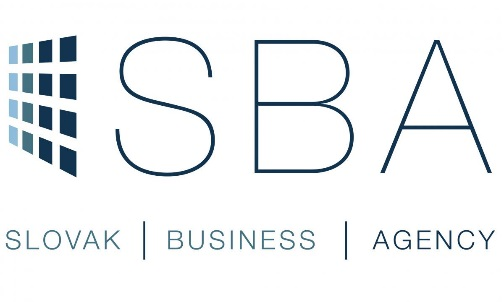 SBA
SLOVAK | BUSINESS | AGENCY